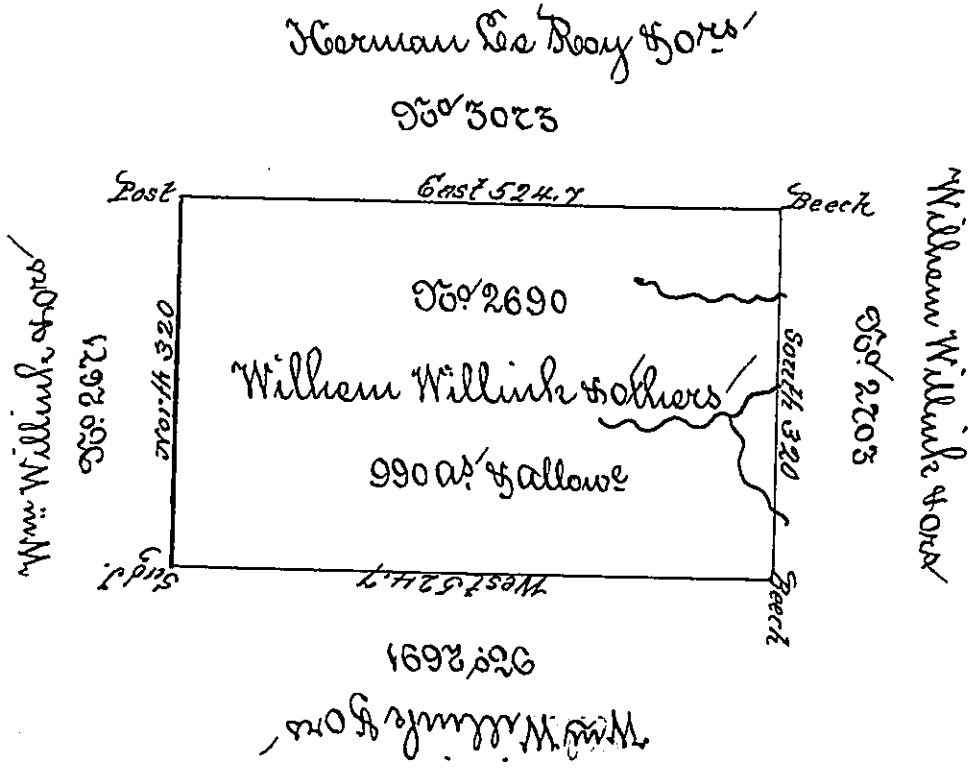 Herman Le Roy & ors
No 3023
Post
East 524.7
Beech
Wm Willink & ors
No 2671
North 320
No 2690
Wilhem Willink & others
990 as & allowe
South 320
No 2703
Wilhem Willink & ors
West 524.7
Beech
No 2691
Wm Willink & ors